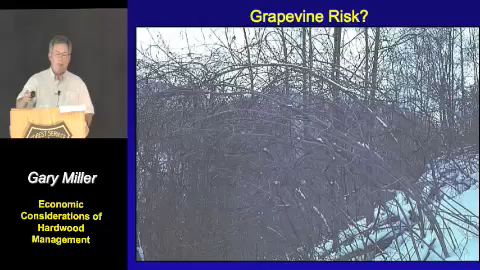 Grapevine Risk?
Gary Miller
Economic
Considerations of
Hardwood
Management